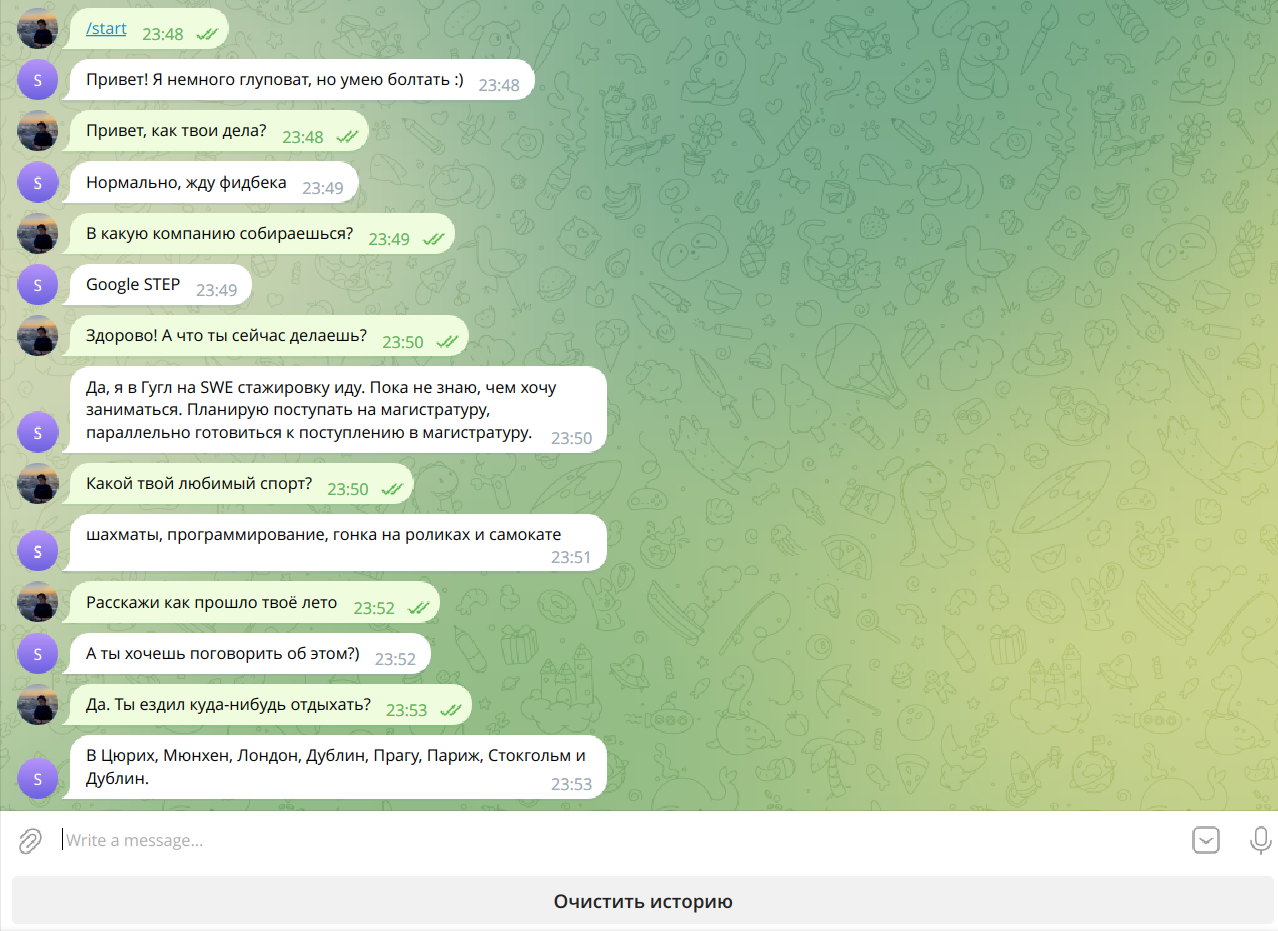 /start 23:48
S
Привет! Я немного глуповат, но умею болтать :) 23:48
Привет, как твои дела? 23:48
S
Нормально, жду фидбека 23:49
В какую компанию собираешься? 23:49
S
Google STEP 23:49
Здорово! А что ты сейчас делаешь? 23:50
Да, я в Гугл на SWE стажировку иду. Пока не знаю, чем хочу
заниматься. Планирую поступать на магистратуру,
S
параллельно готовиться к поступлению в магистратуру. 23:50
Какой твой любимый спорт? 23:50
шахматы, программирование, гонка на роликах и самокате
S
23:51
Расскажи как прошло твоё лето 23:52
S
А ты хочешь поговорить об этом?) 23:52
Да. Ты ездил куда-нибудь отдыхать? 23:53
В Цюрих, Мюнхен, Лондон, Дублин, Прагу, Париж, Стокгольм и
S
Дублин. 23:53
Write a message...
Очистить историю